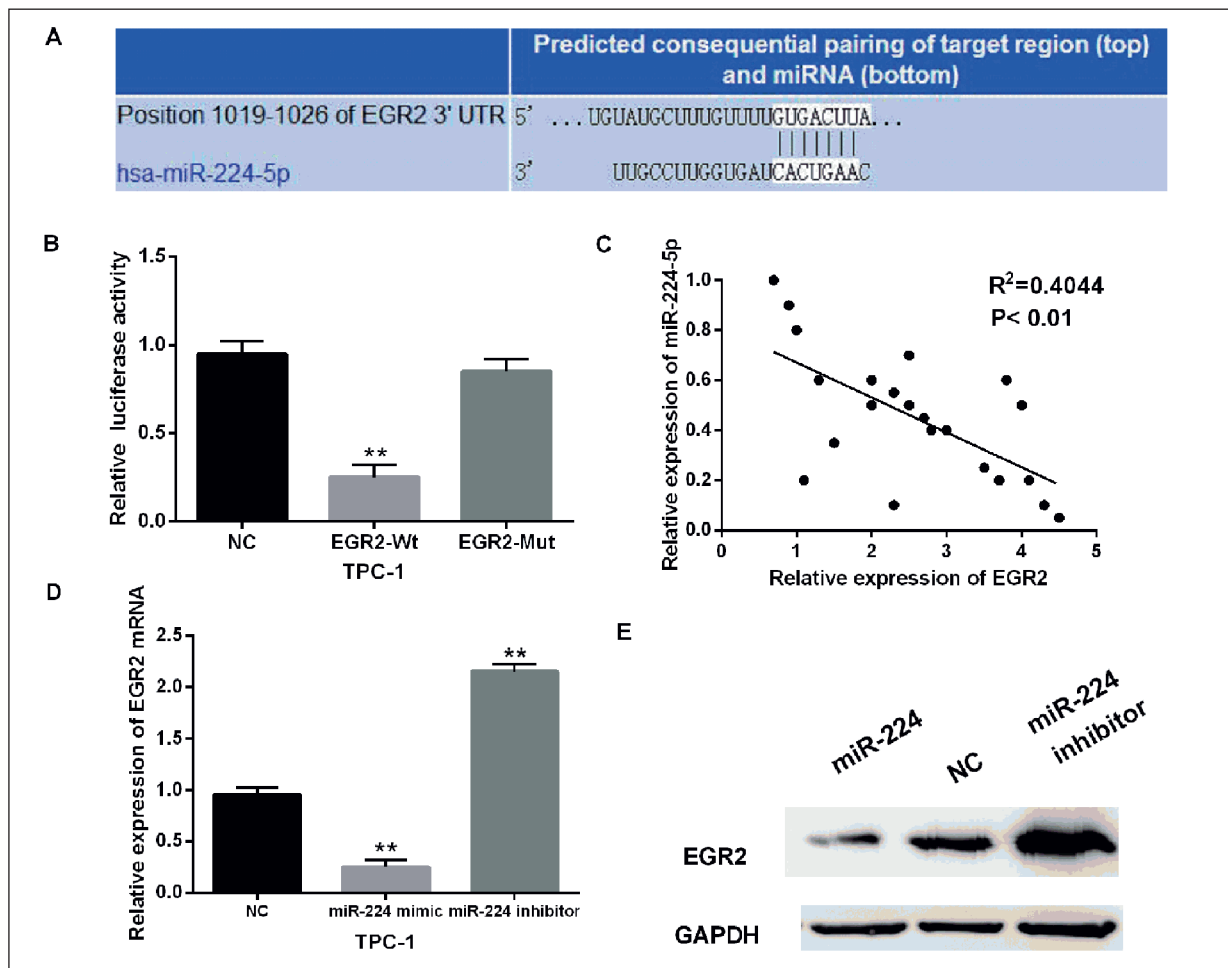 A
Predicted consequential pairing of target region (top)
and miRNA (bottom)
Position 1019-1026 of EGR2 3' UTR 5' ...UGUAUGCUUUGUUUUGUGACUUA...
hsa-miR-224-5p 3' UUGCCUUGGUGAUCACUGAAC
B
Relative luciferase activity
1.5
1.0
0.5
0.0
**
NC EGR2-Wt EGR2-Mut
TPC-1
C
Relative expression of miR-224-5p
1.0
0.8
0.6
0.4
0.2
0.0
R²=0.4044
P< 0.01
0 1 2 3 4 5
Relative expression of EGR2
D
Relative expression of EGR2 mRNA
2.5
2.0
1.5
1.0
0.5
0.0
**
**
NC miR-224 mimic miR-224 inhibitor
TPC-1
E
miR-224
NC
miR-224
inhibitor
EGR2
GAPDH